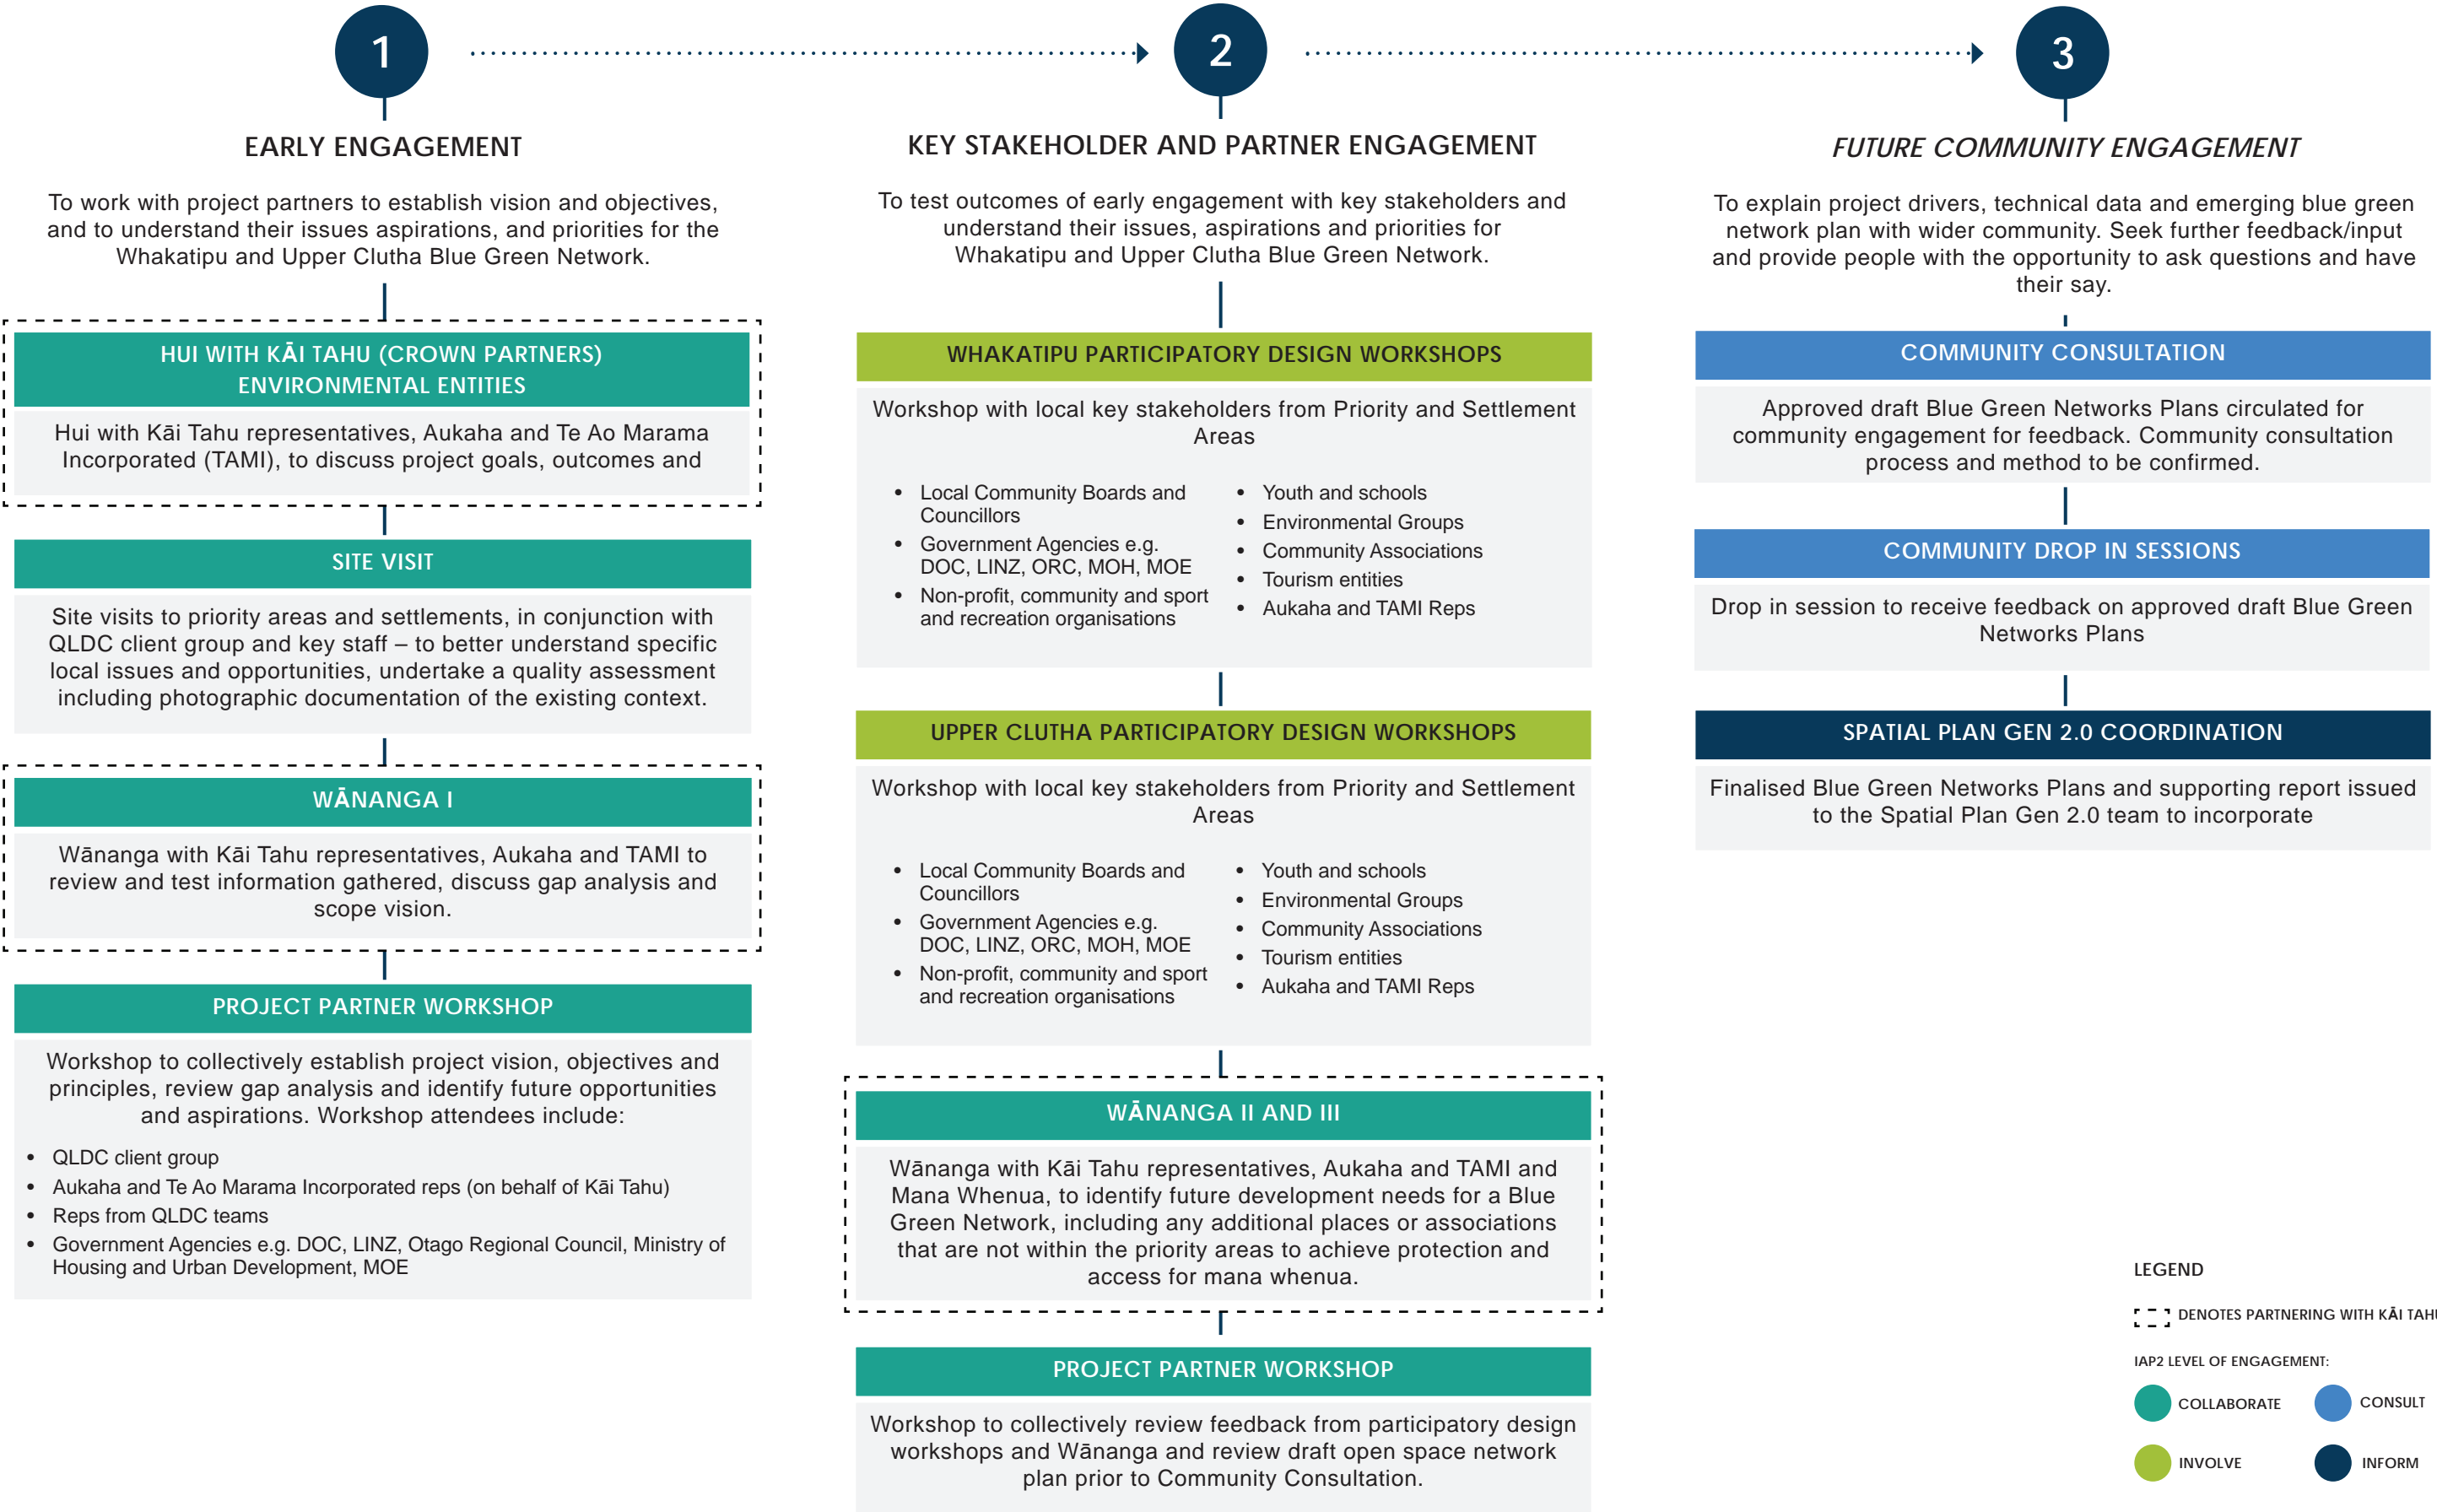 1
EARLY ENGAGEMENT
To work with project partners to establish vision and objectives,
and to understand their issues aspirations, and priorities for the
Whakatipu and Upper Clutha Blue Green Network.
HUI WITH KĀI TAHU (CROWN PARTNERS)
ENVIRONMENTAL ENTITIES
Hui with Kāi Tahu representatives, Aukaha and Te Ao Marama
Incorporated (TAMI), to discuss project goals, outcomes and
SITE VISIT
Site visits to priority areas and settlements, in conjunction with
QLDC client group and key staff – to better understand specific
local issues and opportunities, undertake a quality assessment
including photographic documentation of the existing context.
WĀNANGA I
Wānanga with Kāi Tahu representatives, Aukaha and TAMI to
review and test information gathered, discuss gap analysis and
scope vision.
PROJECT PARTNER WORKSHOP
Workshop to collectively establish project vision, objectives and
principles, review gap analysis and identify future opportunities
and aspirations. Workshop attendees include:
• QLDC client group
• Aukaha and Te Ao Marama Incorporated reps (on behalf of Kāi Tahu)
• Reps from QLDC teams
• Government Agencies e.g. DOC, LINZ, Otago Regional Council, Ministry of
Housing and Urban Development, MOE
2
KEY STAKEHOLDER AND PARTNER ENGAGEMENT
To test outcomes of early engagement with key stakeholders and
understand their issues, aspirations and priorities for
Whakatipu and Upper Clutha Blue Green Network.
WHAKATIPU PARTICIPATORY DESIGN WORKSHOPS
Workshop with local key stakeholders from Priority and Settlement
Areas
• Local Community Boards and
Councillors
• Government Agencies e.g.
DOC, LINZ, ORC, MOH, MOE
• Non-profit, community and sport
and recreation organisations
• Youth and schools
• Environmental Groups
• Community Associations
• Tourism entities
• Aukaha and TAMI Reps
UPPER CLUTHA PARTICIPATORY DESIGN WORKSHOPS
Workshop with local key stakeholders from Priority and Settlement
Areas
• Local Community Boards and
Councillors
• Government Agencies e.g.
DOC, LINZ, ORC, MOH, MOE
• Non-profit, community and sport
and recreation organisations
• Youth and schools
• Environmental Groups
• Community Associations
• Tourism entities
• Aukaha and TAMI Reps
WĀNANGA II AND III
Wānanga with Kāi Tahu representatives, Aukaha and TAMI and
Mana Whenua, to identify future development needs for a Blue
Green Network, including any additional places or associations
that are not within the priority areas to achieve protection and
access for mana whenua.
PROJECT PARTNER WORKSHOP
Workshop to collectively review feedback from participatory design
workshops and Wānanga and review draft open space network
plan prior to Community Consultation.
3
FUTURE COMMUNITY ENGAGEMENT
To explain project drivers, technical data and emerging blue green
network plan with wider community. Seek further feedback/input
and provide people with the opportunity to ask questions and have
their say.
COMMUNITY CONSULTATION
Approved draft Blue Green Networks Plans circulated for
community engagement for feedback. Community consultation
process and method to be confirmed.
COMMUNITY DROP IN SESSIONS
Drop in session to receive feedback on approved draft Blue Green
Networks Plans
SPATIAL PLAN GEN 2.0 COORDINATION
Finalised Blue Green Networks Plans and supporting report issued
to the Spatial Plan Gen 2.0 team to incorporate
LEGEND
DENOTES PARTNERING WITH KĀI TAHU
IAP2 LEVEL OF ENGAGEMENT:
COLLABORATE
CONSULT
INVOLVE
INFORM